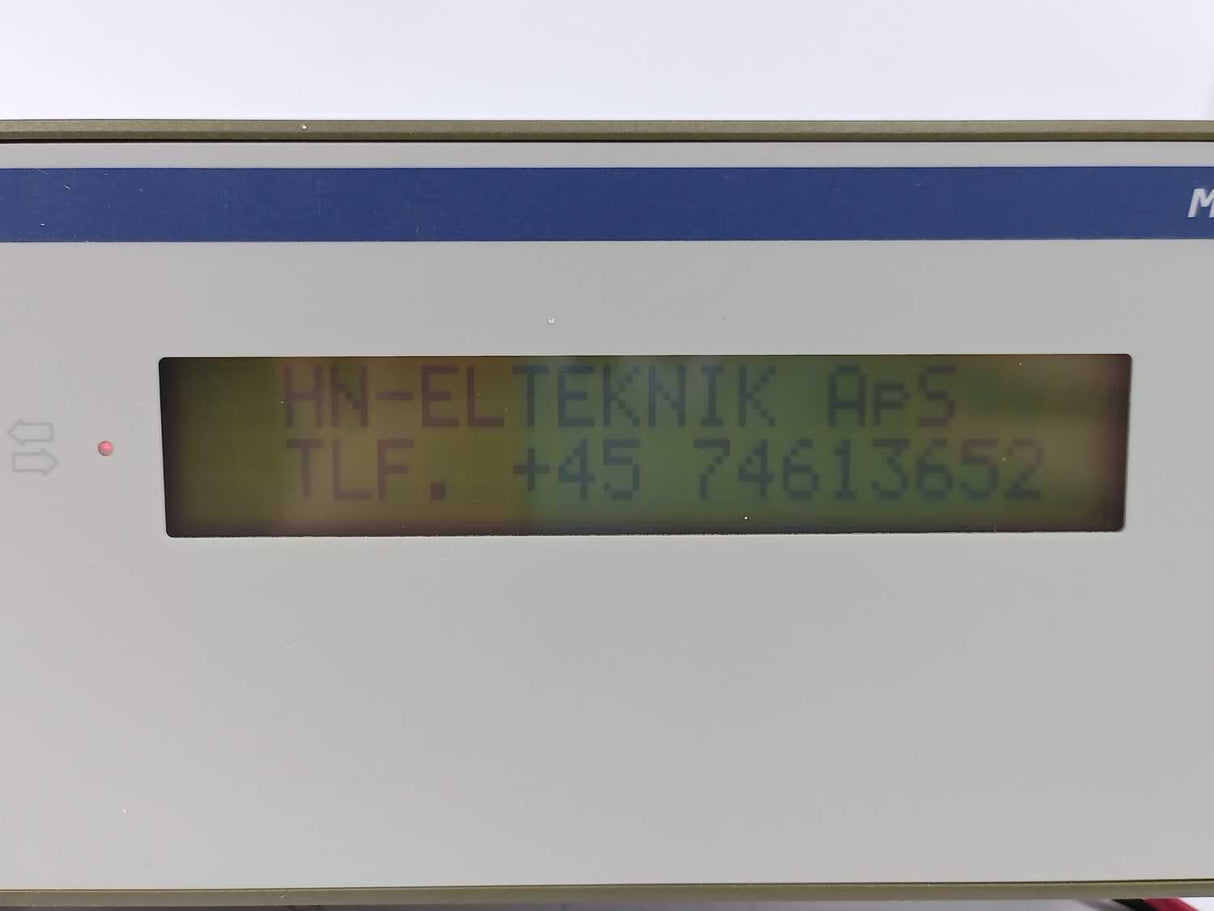 M
HN-ELTEKNIK ApS
TLF. +45 74613652